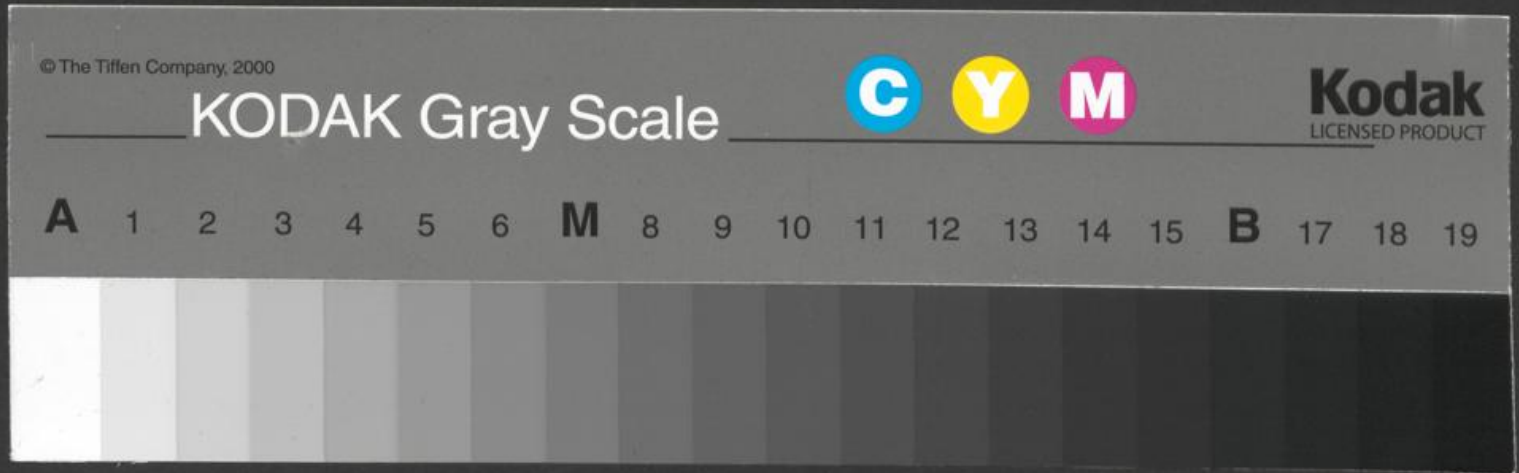 © The Tiffen Company, 2000
KODAK Gray Scale
C Y M
Kodak
LICENSED PRODUCT
A 1 2 3 4 5 6 M 8 9 10 11 12 13 14 15 B 17 18 19